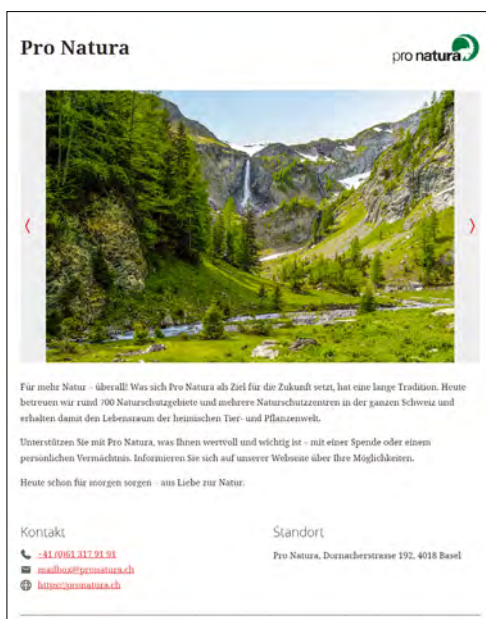 Pro Natura
pro natura
Für mehr Natur – überall! Was sich Pro Natura als Ziel für die Zukunft setzt, hat eine lange Tradition. Heute
betreuen wir rund 700 Naturschutzgebiete und mehrere Naturschutzzentren in der ganzen Schweiz und
erhalten damit den Lebensraum der heimischen Tier- und Pflanzenwelt.
Unterstützen Sie mit Pro Natura, was Ihnen wertvoll und wichtig ist – mit einer Spende oder einem
persönlichen Vermächtnis. Informieren Sie sich auf unserer Webseite über Ihre Möglichkeiten.
Heute schon für morgen sorgen – aus Liebe zur Natur.
Kontakt
+41 (0)61 317 91 91
mailbox@pronatura.ch
https://pronatura.ch
Standort
Pro Natura, Dornacherstrasse 192, 4018 Basel